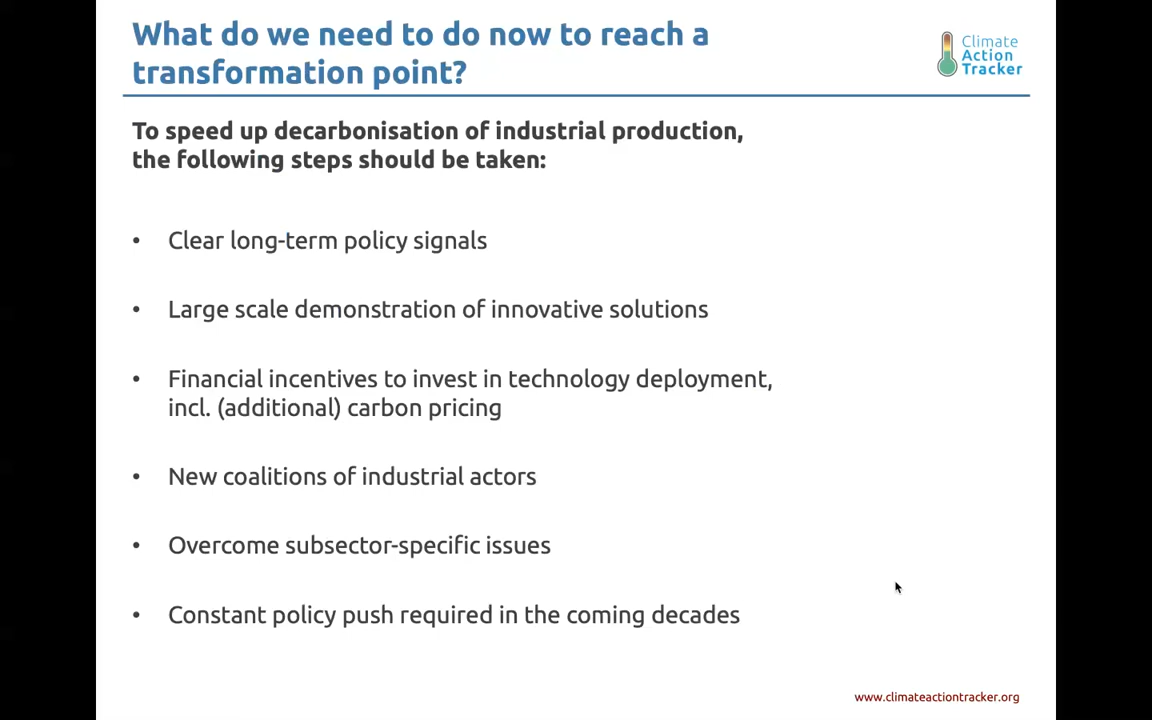 What do we need to do now to reach a
transformation point?
Climate
Action
Tracker
To speed up decarbonisation of industrial production,
the following steps should be taken:
• Clear long-term policy signals
• Large scale demonstration of innovative solutions
• Financial incentives to invest in technology deployment,
incl. (additional) carbon pricing
• New coalitions of industrial actors
• Overcome subsector-specific issues
• Constant policy push required in the coming decades
www.climateactiontracker.org